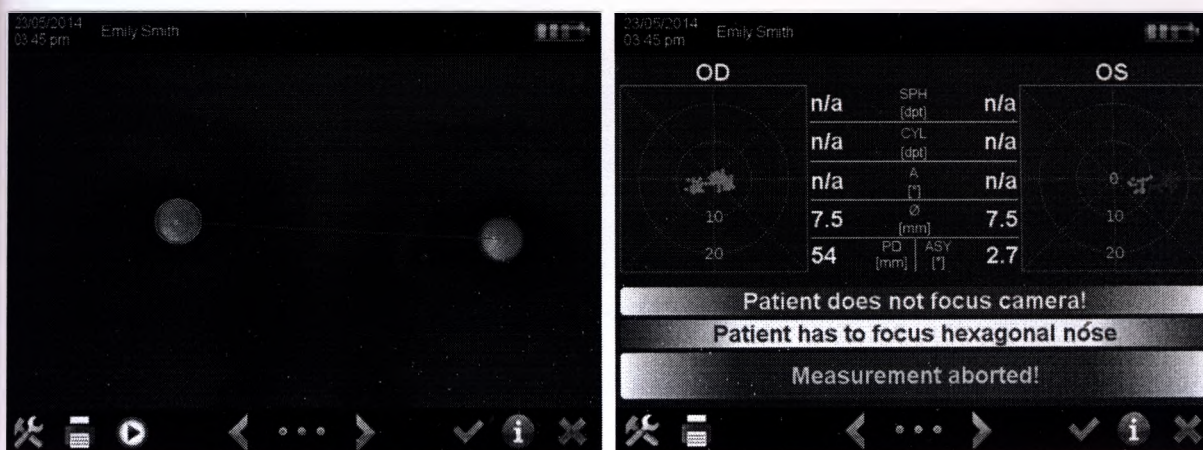 23/05/2014
03:45 pm
Emily Smith
23/05/2014
03:45 pm
Emily Smith
OD
OS
n/a SPH [dpt] n/a
n/a CYL [dpt] n/a
n/a A [°] n/a
7.5 Ø [mm] 7.5
54 PD [mm] ASY [°] 2.7
10
20
0
10
20
Patient does not focus camera!
Patient has to focus hexagonal nose
Measurement aborted!
i
i